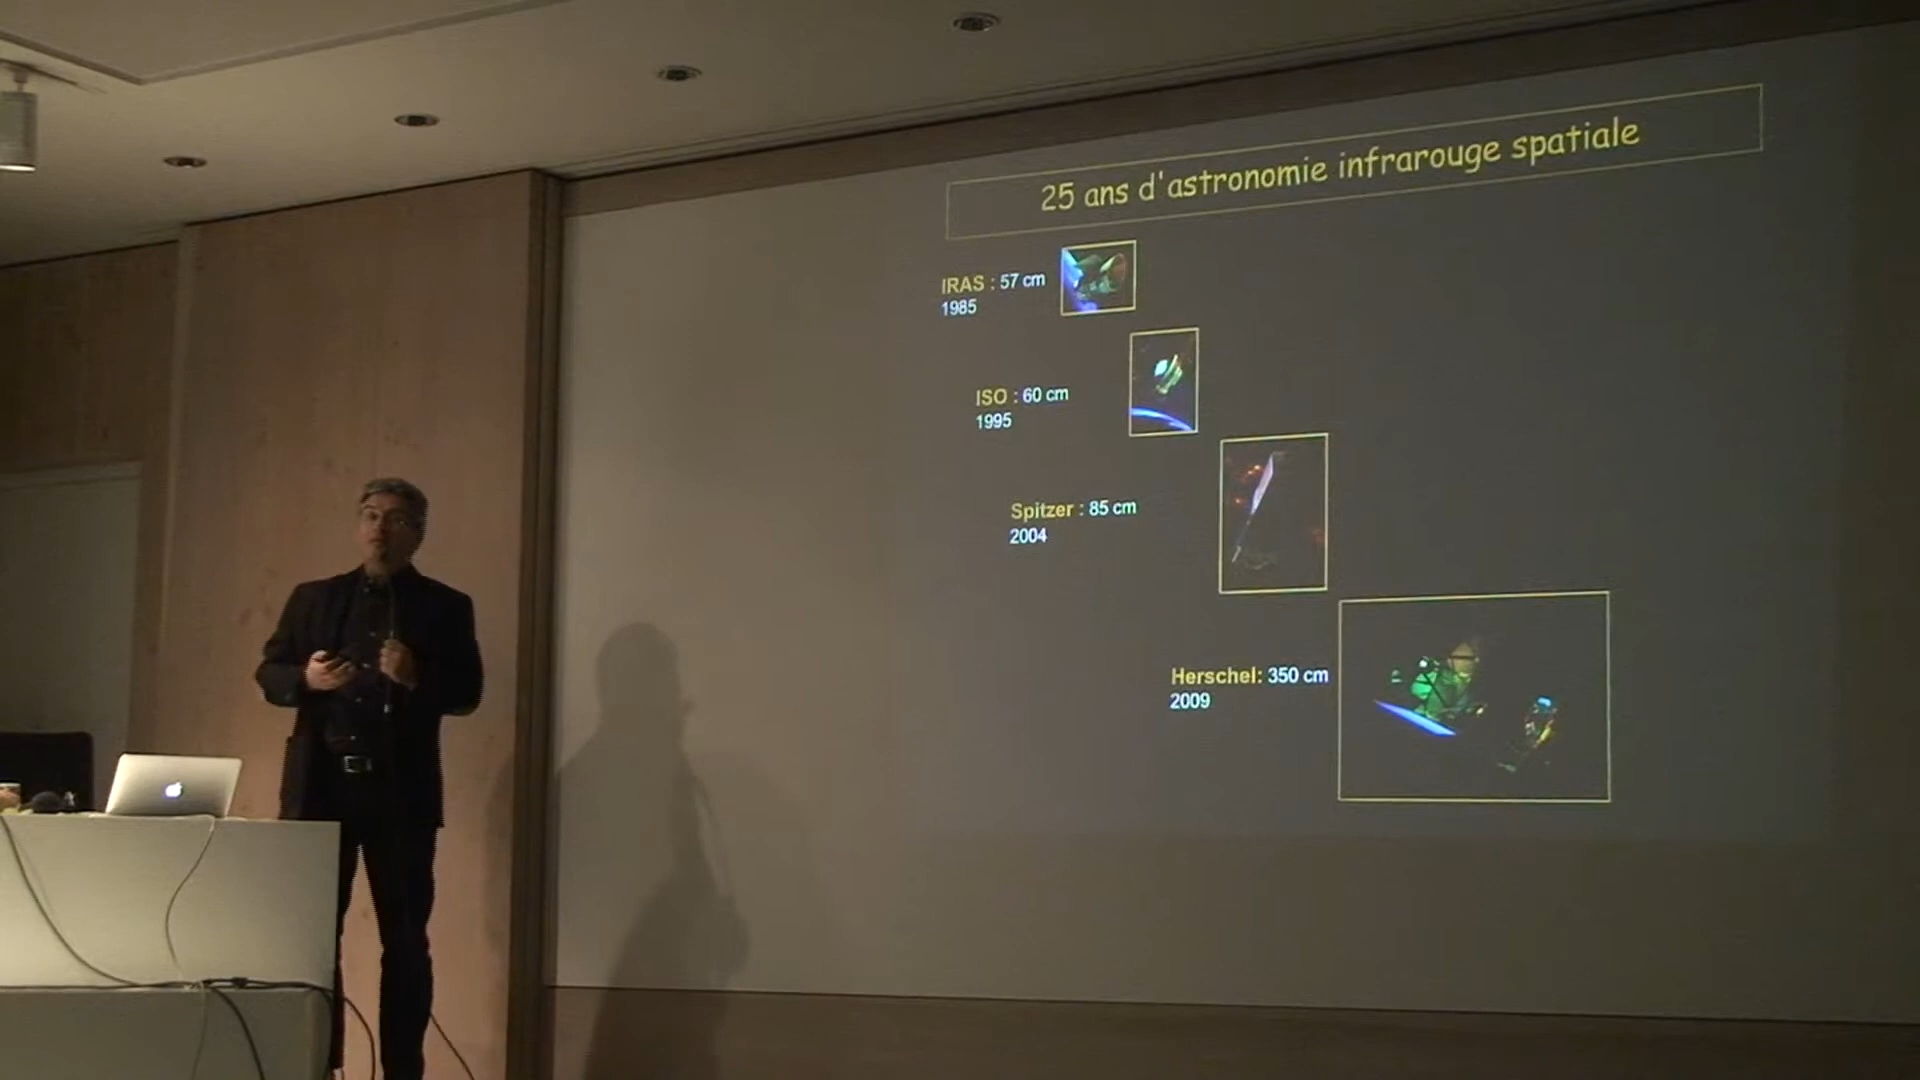 25 ans d'astronomie infrarouge spatiale
IRAS : 57 cm
1985
ISO : 60 cm
1995
Spitzer : 85 cm
2004
Herschel: 350 cm
2009